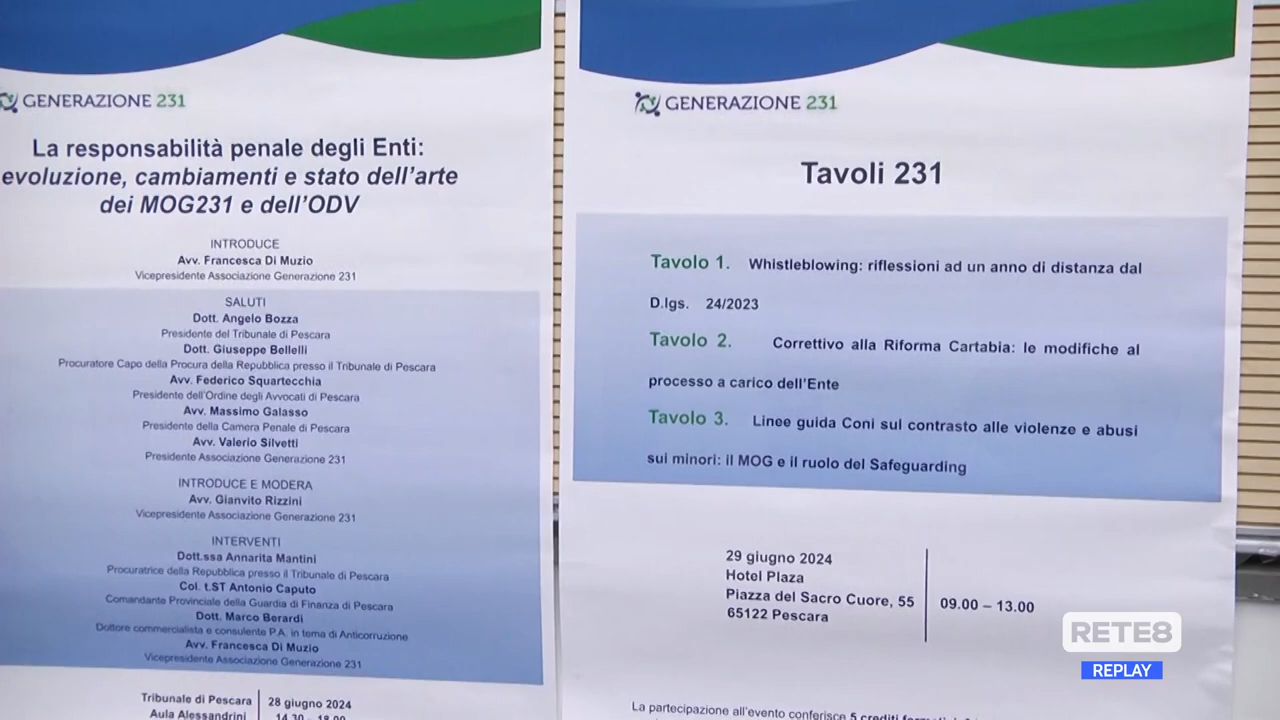 GENERAZIONE 231
La responsabilità penale degli Enti:
evoluzione, cambiamenti e stato dell'arte
dei MOG231 e dell'ODV
INTRODUCE
Avv. Francesca Di Muzio
Vicepresidente Associazione Generazione 231
SALUTI
Dott. Angelo Bozza
Presidente del Tribunale di Pescara
Dott. Giuseppe Bellelli
Procuratore Capo della Procura della Repubblica presso il Tribunale di Pescara
Avv. Federico Squartecchia
Presidente dell'Ordine degli Avvocati di Pescara
Avv. Massimo Galasso
Presidente della Camera Penale di Pescara
Avv. Valerio Silvetti
Presidente Associazione Generazione 231
INTRODUCE E MODERA
Avv. Gianvito Rizzini
Vicepresidente Associazione Generazione 231
INTERVENTI
Dott.ssa Annarita Mantini
Procuratrice della Repubblica presso il Tribunale di Pescara
Col. t.ST Antonio Caputo
Comandante Provinciale della Guardia di Finanza di Pescara
Dott. Marco Berardi
Dottore commercialista e consulente P.A. in tema di Anticorruzione
Avv. Francesca Di Muzio
Vicepresidente Associazione Generazione 231
Tribunale di Pescara
Aula Alessandrini
28 giugno 2024
14.30 - 18.00
GENERAZIONE 231
Tavoli 231
Tavolo 1. Whistleblowing: riflessioni ad un anno di distanza dal
D.lgs. 24/2023
Tavolo 2. Correttivo alla Riforma Cartabia: le modifiche al
processo a carico dell'Ente
Tavolo 3. Linee guida Coni sul contrasto alle violenze e abusi
sui minori: il MOG e il ruolo del Safeguarding
29 giugno 2024
Hotel Plaza
Piazza del Sacro Cuore, 55
65122 Pescara
09.00 – 13.00
La partecipazione all'evento conferisce 5 crediti
RETE8
REPLAY